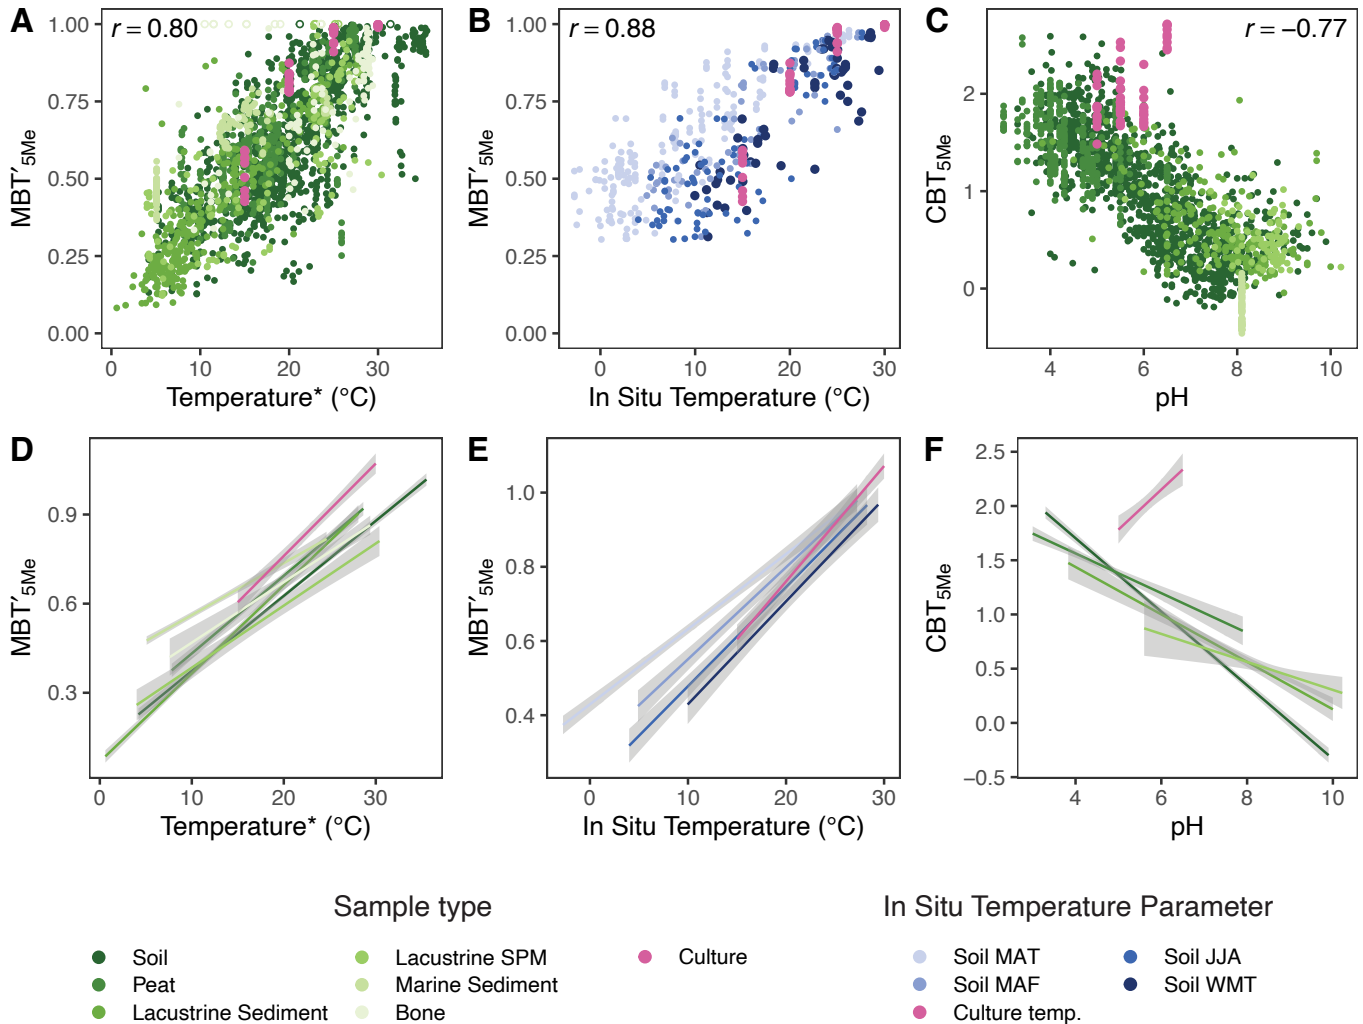 A
r = 0.80
1.00
0.75
0.50
0.25
0.00
MBT′5Me
0 10 20 30
Temperature* (°C)
B
r = 0.88
1.00
0.75
0.50
0.25
0.00
MBT′5Me
0 10 20 30
In Situ Temperature (°C)
C
r = −0.77
2
1
0
CBT5Me
4 6 8 10
pH
D
0.9
0.6
0.3
MBT′5Me
0 10 20 30
Temperature* (°C)
E
1.0
0.8
0.6
0.4
MBT′5Me
0 10 20 30
In Situ Temperature (°C)
F
2.5
2.0
1.5
1.0
0.5
0.0
−0.5
CBT5Me
4 6 8 10
pH
Sample type
Soil
Peat
Lacustrine Sediment
Lacustrine SPM
Marine Sediment
Bone
Culture
In Situ Temperature Parameter
Soil MAT
Soil MAF
Culture temp.
Soil JJA
Soil WMT